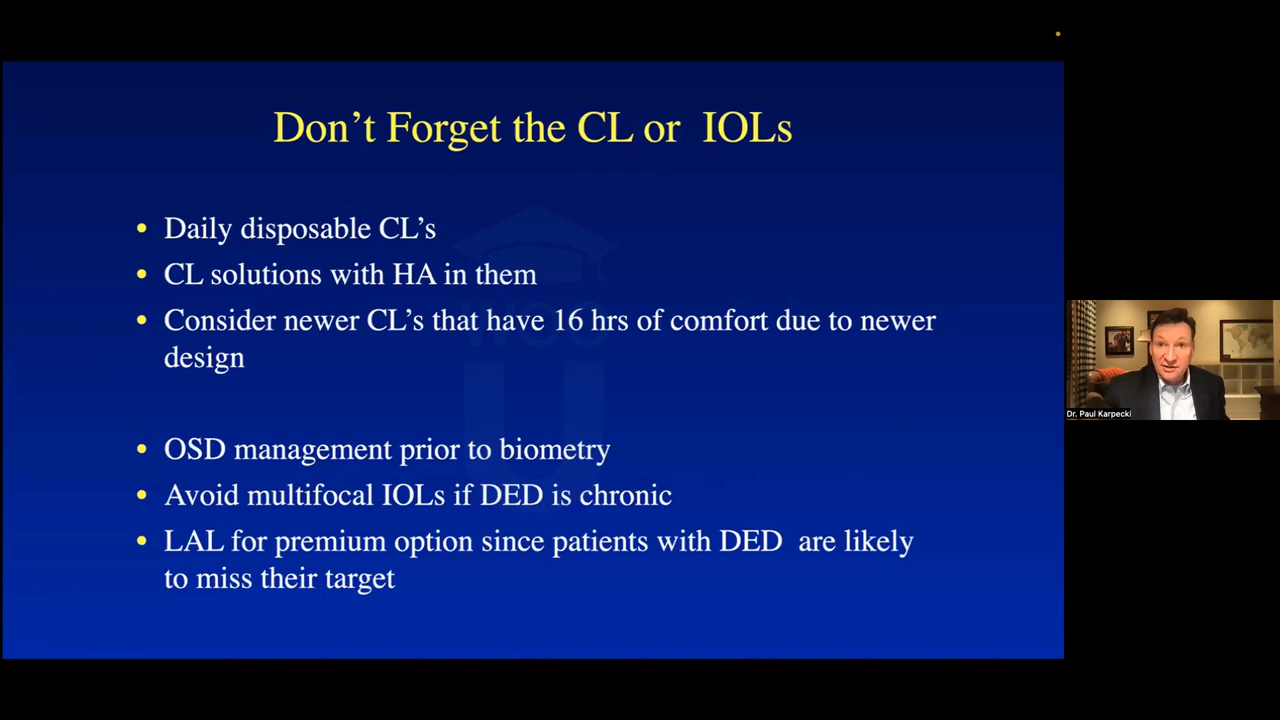 Don't Forget the CL or IOLs
• Daily disposable CL's
• CL solutions with HA in them
• Consider newer CL's that have 16 hrs of comfort due to newer
design
• OSD management prior to biometry
• Avoid multifocal IOLs if DED is chronic
• LAL for premium option since patients with DED are likely
to miss their target
WOO
U
Dr. Paul Karpecki